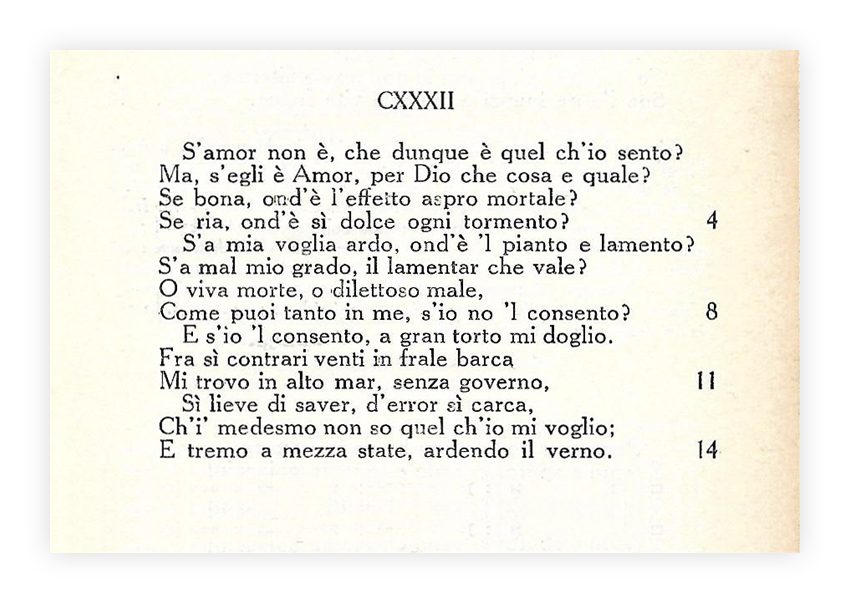 CXXXII
S'amor non è, che dunque è quel ch'io sento?
Ma, s'egli è Amor, per Dio che cosa e quale?
Se bona, ond'è l'effetto aspro mortale?
Se ria, ond'è sì dolce ogni tormento? 4
S'a mia voglia ardo, ond'è 'l pianto e lamento?
S'a mal mio grado, il lamentar che vale?
O viva morte, o dilettoso male,
Come puoi tanto in me, s'io no 'l consento? 8
E s'io 'l consento, a gran torto mi doglio.
Fra sì contrari venti in frale barca
Mi trovo in alto mar, senza governo, 11
Sì lieve di saver, d'error sì carca,
Ch'i' medesmo non so quel ch'io mi voglio;
E tremo a mezza state, ardendo il verno. 14